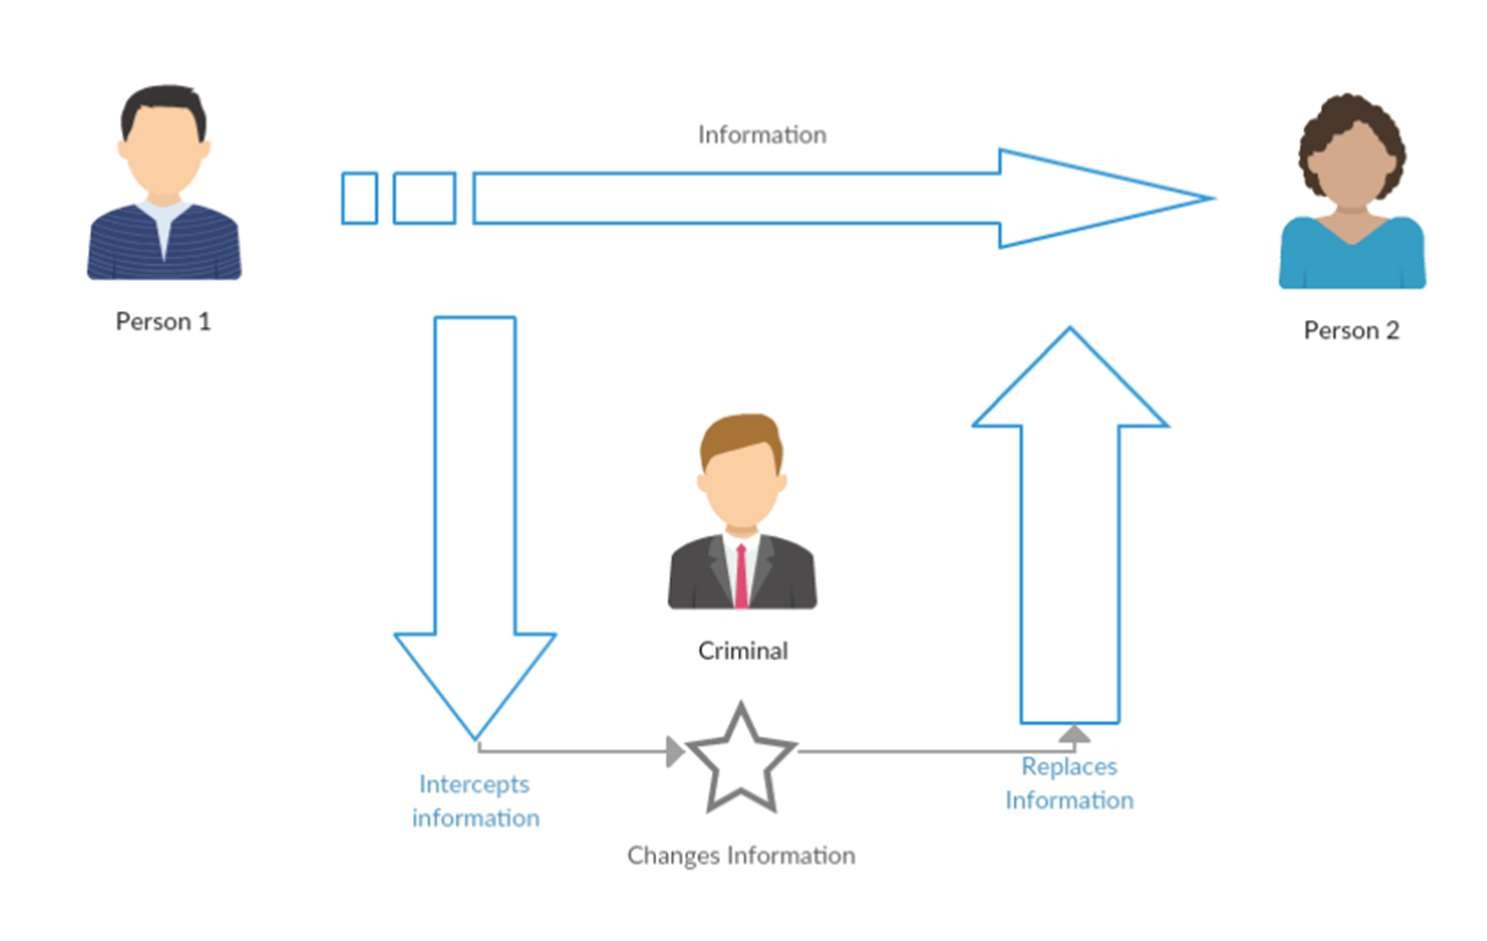 Information
Person 1
Person 2
Criminal
Intercepts
information
Replaces
Information
Changes Information